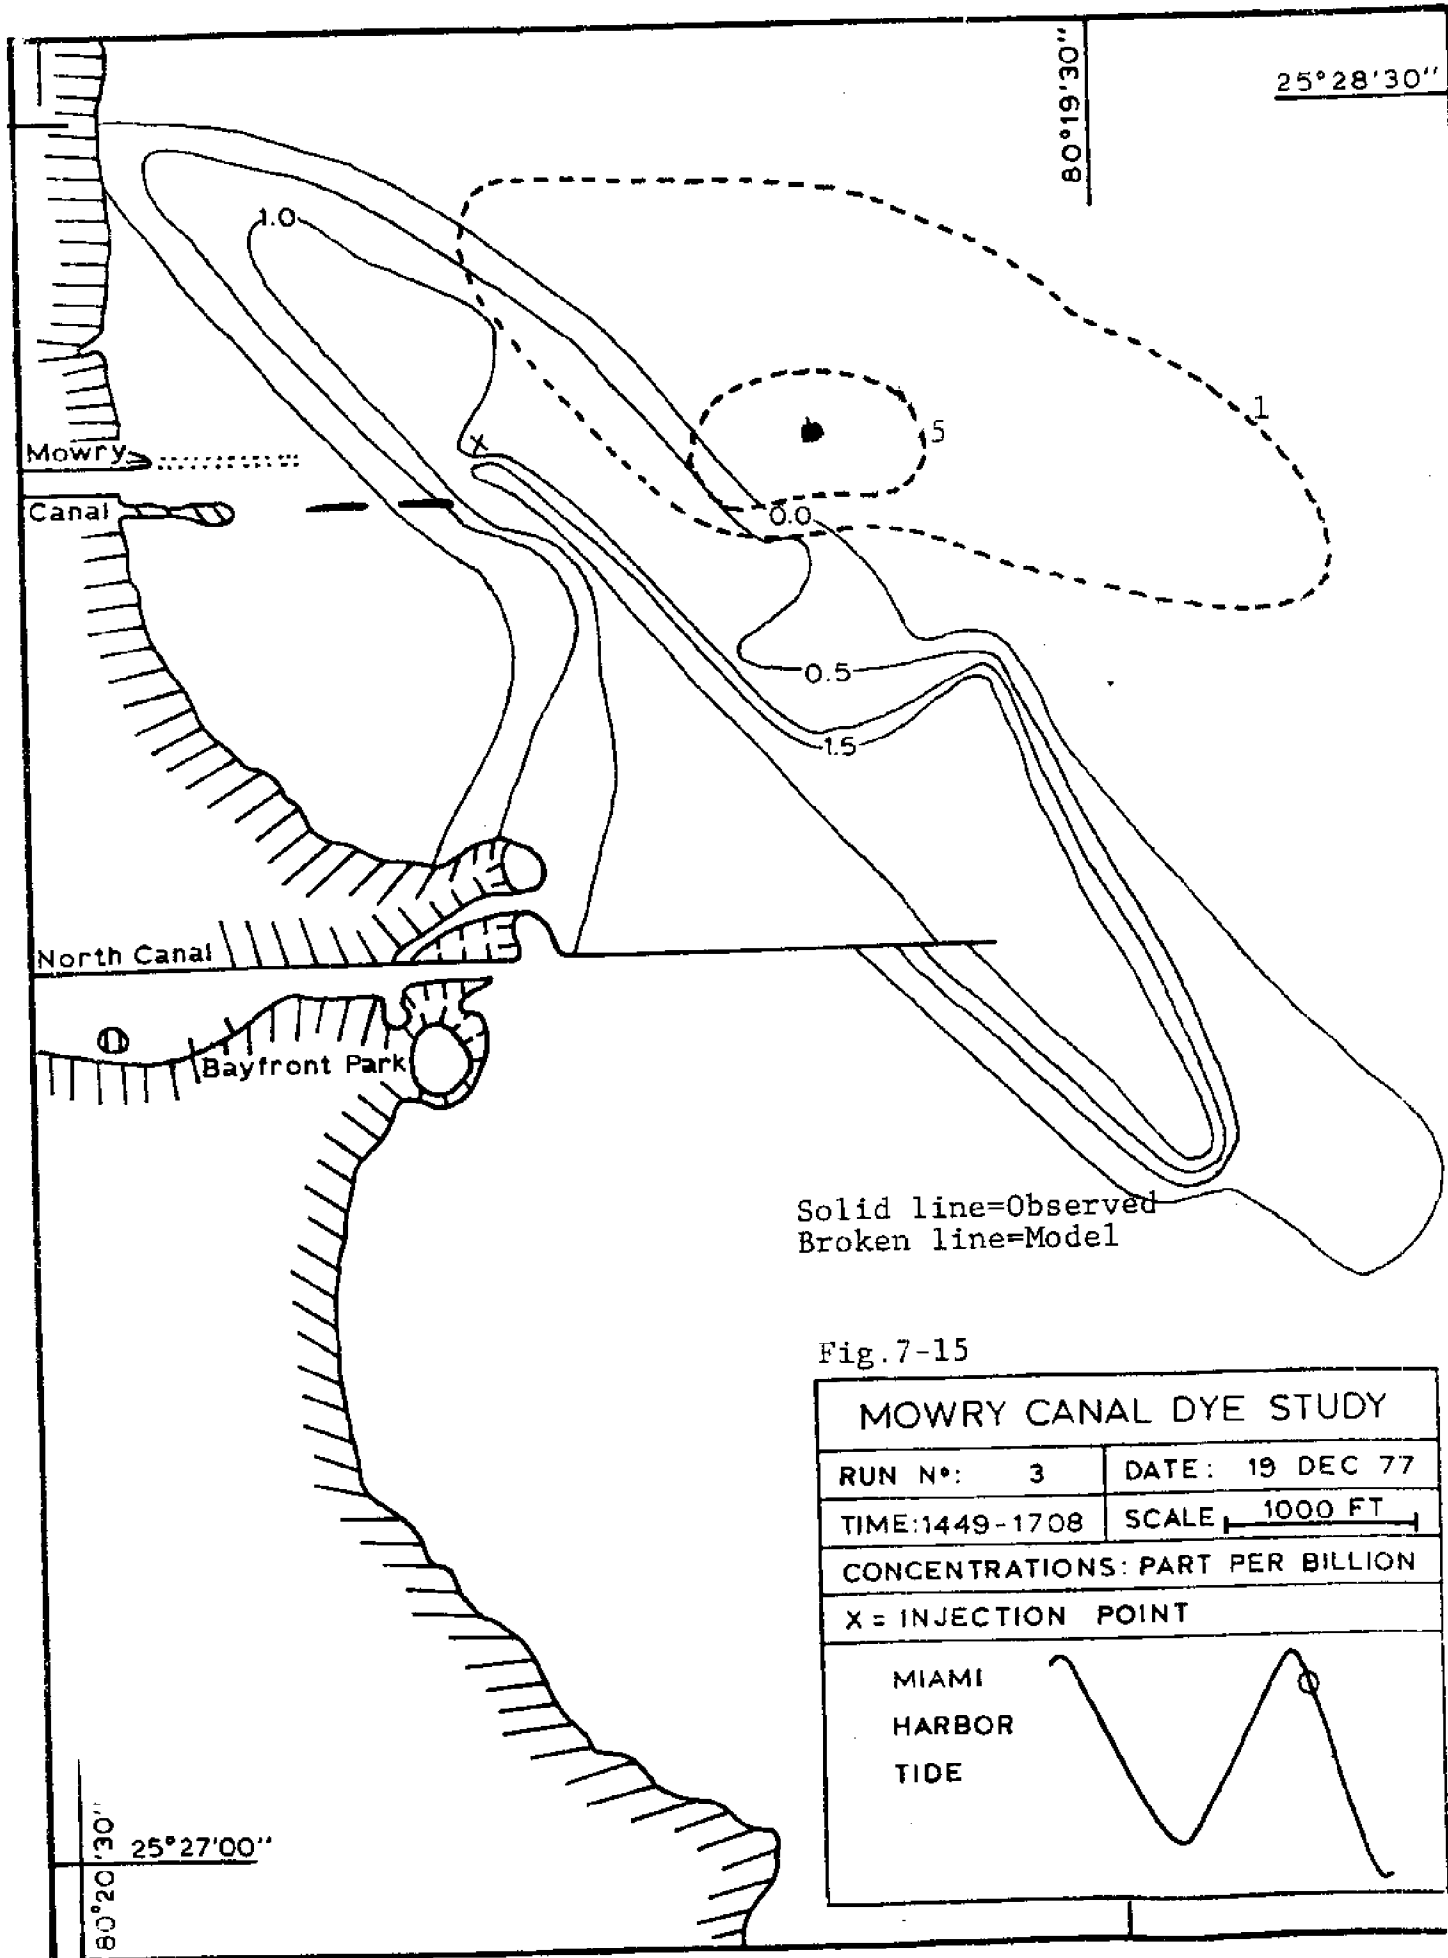 80°19'30"
25°28'30"
1.0
1
5
Mowry
X
Canal
0.0
0.5
1.5
North Canal
Bayfront Park
Solid line=Observed
Broken line=Model
Fig.7-15
MOWRY CANAL DYE STUDY
RUN Nº: 3
DATE: 19 DEC 77
TIME:1449-1708
SCALE 1000 FT
CONCENTRATIONS: PART PER BILLION
X = INJECTION POINT
MIAMI
HARBOR
TIDE
80°20'30"
25°27'00"